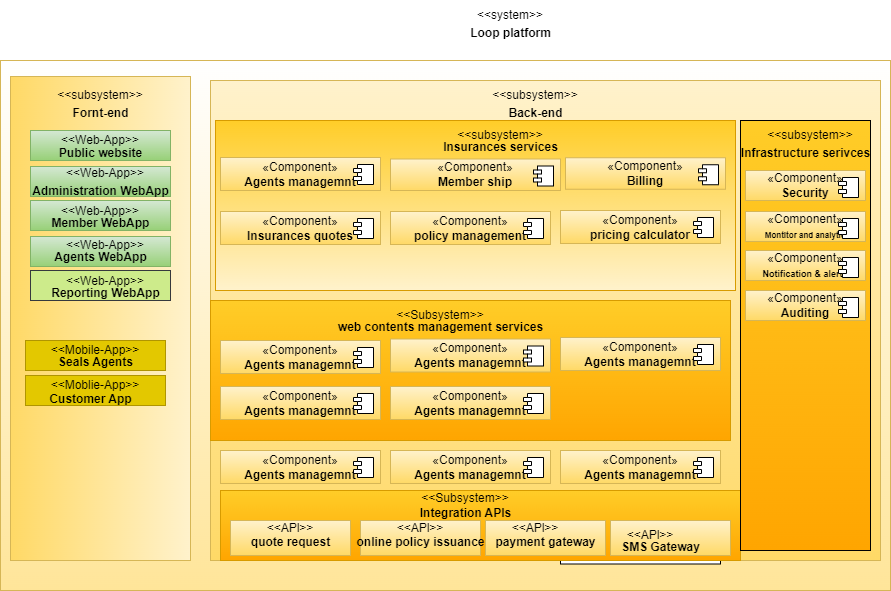 <<system>>
Loop platform
<<subsystem>>
Fornt-end
<<Web-App>>
Public website
<<Web-App>>
Administration WebApp
<<Web-App>>
Member WebApp
<<Web-App>>
Agents WebApp
<<Web-App>>
Reporting WebApp
<<Mobile-App>>
Seals Agents
<<Moblie-App>>
Customer App
<<subsystem>>
Back-end
<<subsystem>>
Insurances services
«Component»
Agents managemnt
«Component»
Member ship
«Component»
Billing
«Component»
Insurances quotes
«Component»
policy management
«Component»
pricing calculator
<<Subsystem>>
web contents management services
«Component»
Agents managemnt
«Component»
Agents managemnt
«Component»
Agents managemnt
«Component»
Agents managemnt
«Component»
Agents managemnt
«Component»
Agents managemnt
«Component»
Agents managemnt
«Component»
Agents managemnt
<<Subsystem>>
Integration APIs
<<API>>
quote request
<<API>>
online policy issuance
<<API>>
payment gateway
<<API>>
SMS Gateway
<<subsystem>>
Infrastructure serivces
«Component»
Security
«Component»
Montitor and
«Component»
Notification &
«Component»
Auditing